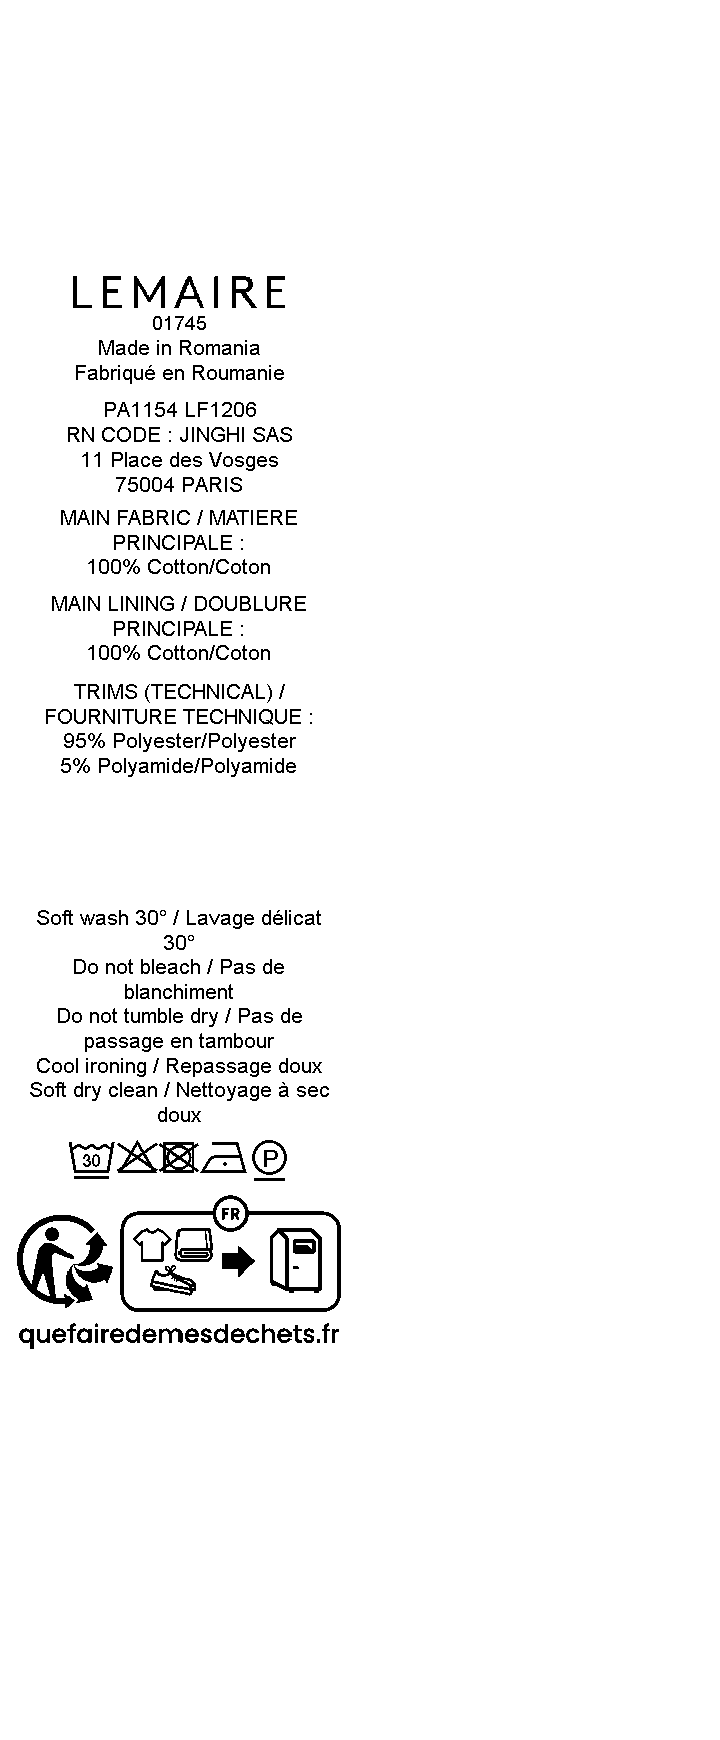 LEMAIRE
01745
Made in Romania
Fabriqué en Roumanie
PA1154 LF1206
RN CODE : JINGHI SAS
11 Place des Vosges
75004 PARIS
MAIN FABRIC / MATIERE
PRINCIPALE :
100% Cotton/Coton
MAIN LINING / DOUBLURE
PRINCIPALE :
100% Cotton/Coton
TRIMS (TECHNICAL) /
FOURNITURE TECHNIQUE :
95% Polyester/Polyester
5% Polyamide/Polyamide
Soft wash 30° / Lavage délicat
30°
Do not bleach / Pas de
blanchiment
Do not tumble dry / Pas de
passage en tambour
Cool ironing / Repassage doux
Soft dry clean / Nettoyage à sec
doux
30 P
FR
quefairedemesdechets.fr